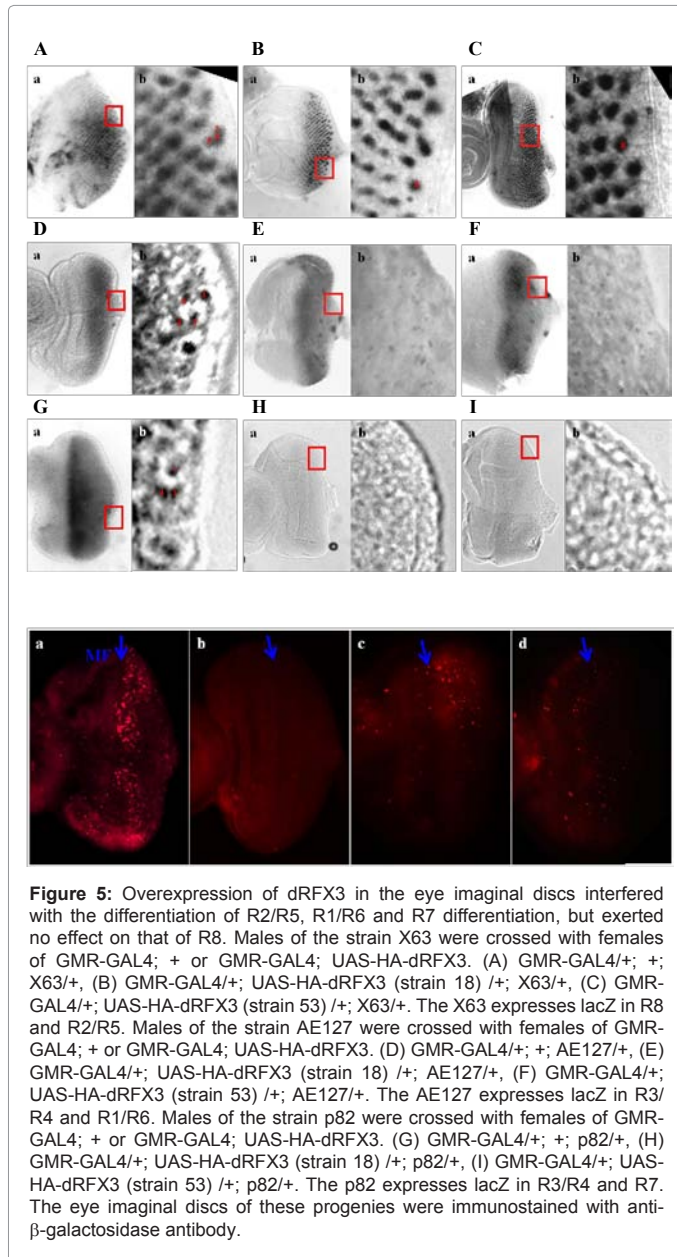 A B C
a b a b a b
D E F
a b a b a b
G H I
a b a b a b
a b c d
MF
Figure 5: Overexpression of dRFX3 in the eye imaginal discs interfered
with the differentiation of R2/R5, R1/R6 and R7 differentiation, but exerted
no effect on that of R8. Males of the strain X63 were crossed with females
of GMR-GAL4; + or GMR-GAL4; UAS-HA-dRFX3. (A) GMR-GAL4/+; +;
X63/+, (B) GMR-GAL4/+; UAS-HA-dRFX3 (strain 18) /+; X63/+, (C) GMR-
GAL4/+; UAS-HA-dRFX3 (strain 53) /+; X63/+. The X63 expresses lacZ in R8
and R2/R5. Males of the strain AE127 were crossed with females of GMR-
GAL4; + or GMR-GAL4; UAS-HA-dRFX3. (D) GMR-GAL4/+; +; AE127/+, (E)
GMR-GAL4/+; UAS-HA-dRFX3 (strain 18) /+; AE127/+, (F) GMR-GAL4/+;
UAS-HA-dRFX3 (strain 53) /+; AE127/+. The AE127 expresses lacZ in R3/
R4 and R1/R6. Males of the strain p82 were crossed with females of GMR-
GAL4; + or GMR-GAL4; UAS-HA-dRFX3. (G) GMR-GAL4/+; +; p82/+, (H)
GMR-GAL4/+; UAS-HA-dRFX3 (strain 18) /+; p82/+, (I) GMR-GAL4/+; UAS-
HA-dRFX3 (strain 53) /+; p82/+. The p82 expresses lacZ in R3/R4 and R7.
The eye imaginal discs of these progenies were immunostained with anti-
β-galactosidase antibody.